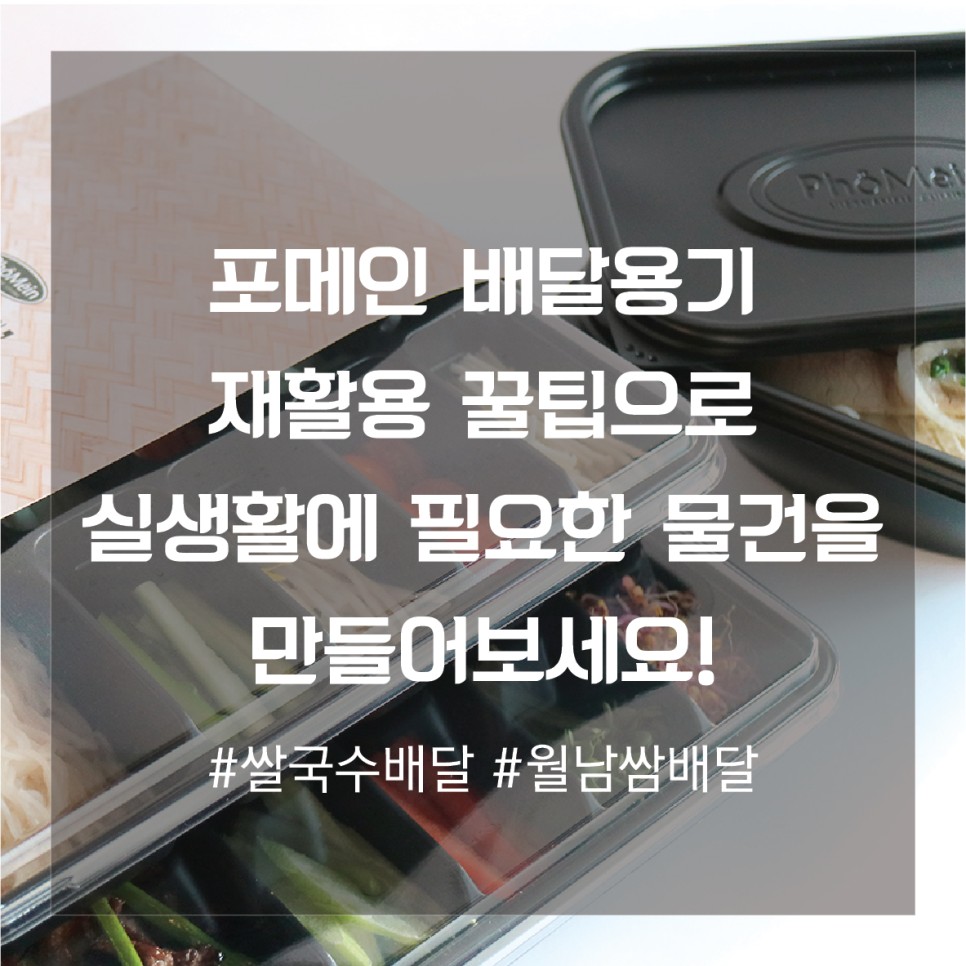 PhởMein
PhởMein
포메인 배달용기
재활용 꿀팁으로
실생활에 필요한 물건을
만들어보세요!
#쌀국수배달 #월남쌈배달